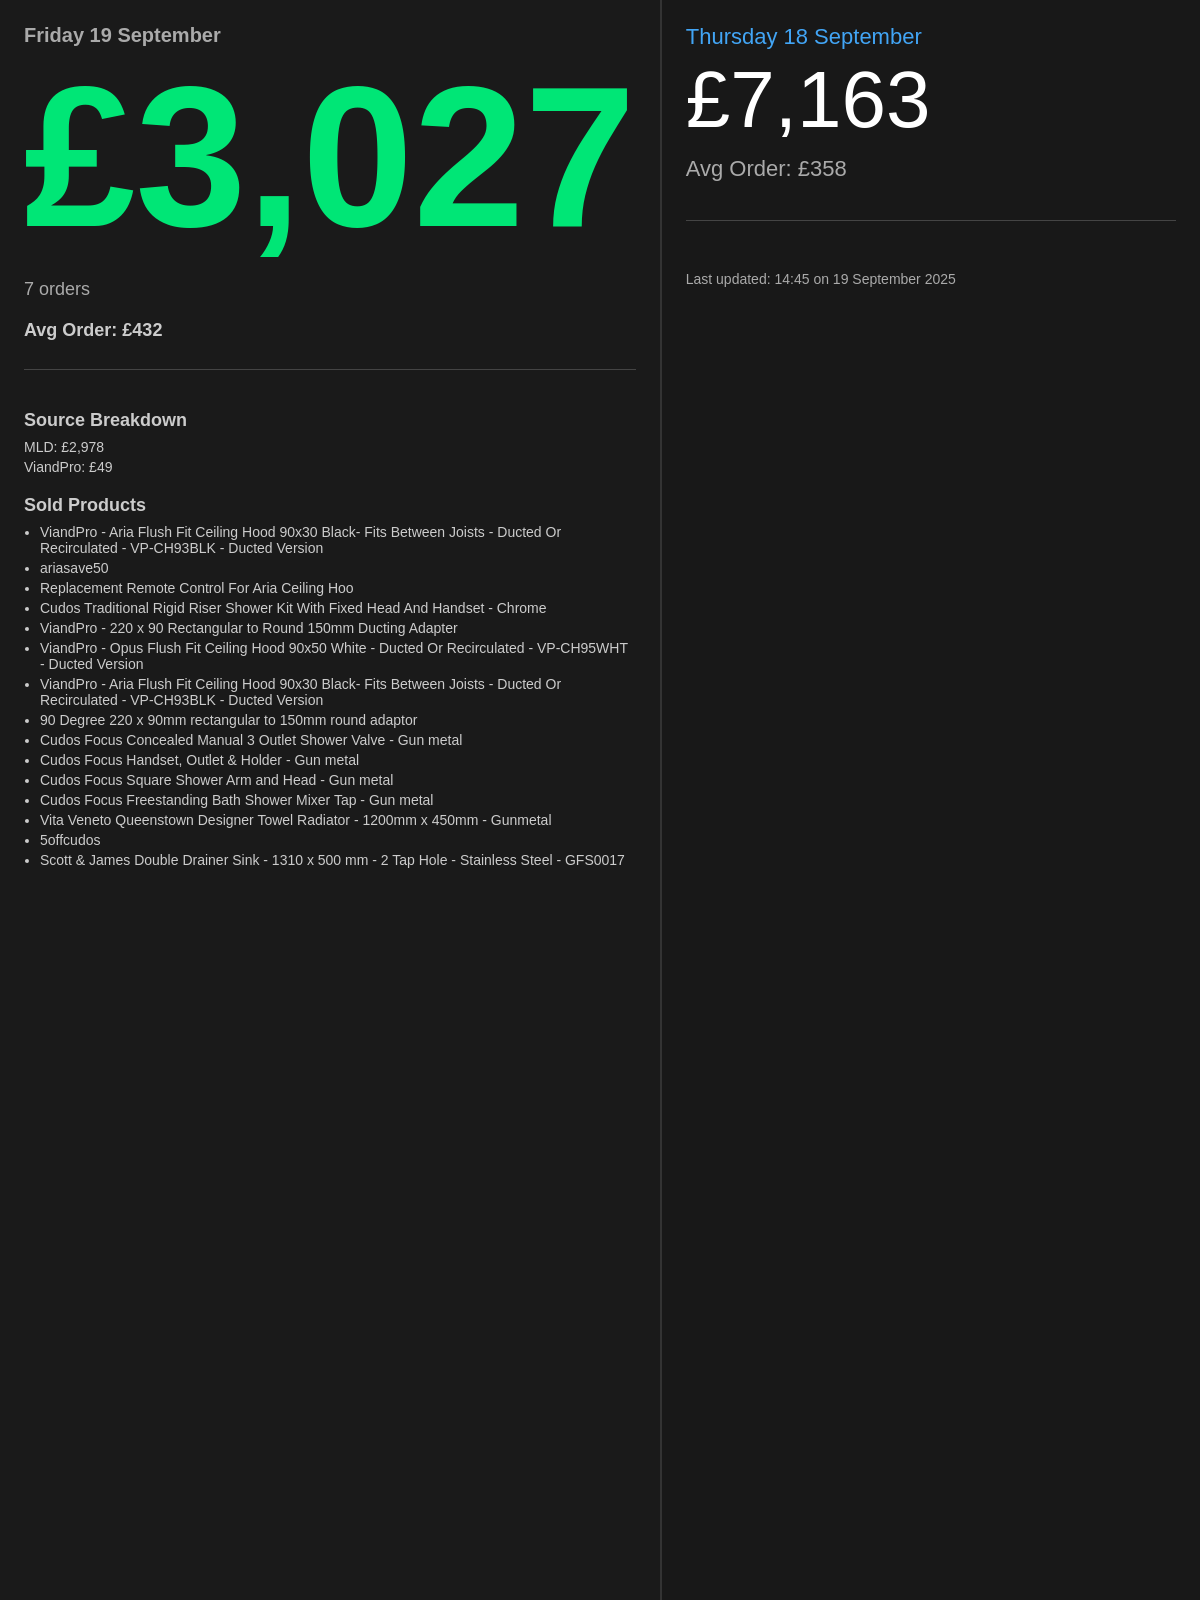 Friday 19 September
£3,027
7 orders
Avg Order: £432
Source Breakdown
MLD: £2,978
ViandPro: £49
Sold Products
• ViandPro - Aria Flush Fit Ceiling Hood 90x30 Black- Fits Between Joists - Ducted Or
Recirculated - VP-CH93BLK - Ducted Version
• ariasave50
• Replacement Remote Control For Aria Ceiling Hoo
• Cudos Traditional Rigid Riser Shower Kit With Fixed Head And Handset - Chrome
• ViandPro - 220 x 90 Rectangular to Round 150mm Ducting Adapter
• ViandPro - Opus Flush Fit Ceiling Hood 90x50 White - Ducted Or Recirculated - VP-CH95WHT
- Ducted Version
• ViandPro - Aria Flush Fit Ceiling Hood 90x30 Black- Fits Between Joists - Ducted Or
Recirculated - VP-CH93BLK - Ducted Version
• 90 Degree 220 x 90mm rectangular to 150mm round adaptor
• Cudos Focus Concealed Manual 3 Outlet Shower Valve - Gun metal
• Cudos Focus Handset, Outlet & Holder - Gun metal
• Cudos Focus Square Shower Arm and Head - Gun metal
• Cudos Focus Freestanding Bath Shower Mixer Tap - Gun metal
• Vita Veneto Queenstown Designer Towel Radiator - 1200mm x 450mm - Gunmetal
• 5offcudos
• Scott & James Double Drainer Sink - 1310 x 500 mm - 2 Tap Hole - Stainless Steel - GFS0017
Thursday 18 September
£7,163
Avg Order: £358
Last updated: 14:45 on 19 September 2025